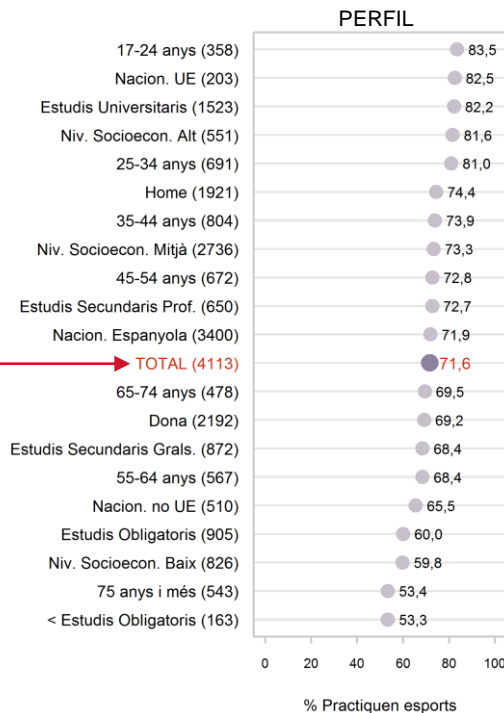 PERFIL
17-24 anys (358) 83,5
Nacion. UE (203) 82,5
Estudis Universitaris (1523) 82,2
Niv. Socioecon. Alt (551) 81,6
25-34 anys (691) 81,0
Home (1921) 74,4
35-44 anys (804) 73,9
Niv. Socioecon. Mitjà (2736) 73,3
45-54 anys (672) 72,8
Estudis Secundaris Prof. (650) 72,7
Nacion. Espanyola (3400) 71,9
TOTAL (4113) 71,6
65-74 anys (478) 69,5
Dona (2192) 69,2
Estudis Secundaris Grals. (872) 68,4
55-64 anys (567) 68,4
Nacion. no UE (510) 65,5
Estudis Obligatoris (905) 60,0
Niv. Socioecon. Baix (826) 59,8
75 anys i més (543) 53,4
< Estudis Obligatoris (163) 53,3
0 20 40 60 80 100
% Practiquen esports